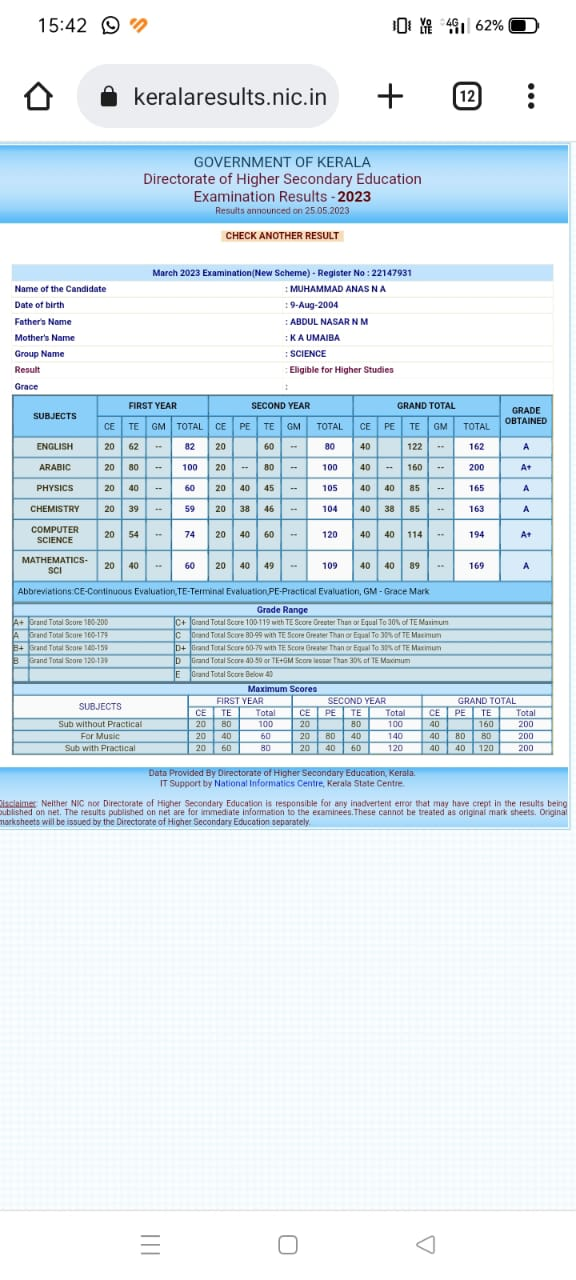 15:42 VoLTE 4G 62%
keralaresults.nic.in 12
GOVERNMENT OF KERALA
Directorate of Higher Secondary Education
Examination Results - 2023
Results announced on 25.05.2023
CHECK ANOTHER RESULT
March 2023 Examination(New Scheme) - Register No : 22147931
Name of the Candidate : MUHAMMAD ANAS N A
Date of birth : 9-Aug-2004
Father's Name : ABDUL NASAR N M
Mother's Name : K A UMAIBA
Group Name : SCIENCE
Result : Eligible for Higher Studies
Grace :
SUBJECTS FIRST YEAR SECOND YEAR GRAND TOTAL GRADE OBTAINED
CE TE GM TOTAL CE PE TE GM TOTAL CE PE TE GM TOTAL
ENGLISH 20 62 -- 82 20 60 -- 80 40 122 -- 162 A
ARABIC 20 80 -- 100 20 -- 80 -- 100 40 -- 160 -- 200 A+
PHYSICS 20 40 -- 60 20 40 45 -- 105 40 40 85 -- 165 A
CHEMISTRY 20 39 -- 59 20 38 46 -- 104 40 38 85 -- 163 A
COMPUTER SCIENCE 20 54 -- 74 20 40 60 -- 120 40 40 114 -- 194 A+
MATHEMATICS-SCI 20 40 -- 60 20 40 49 -- 109 40 40 89 -- 169 A
Abbreviations:CE-Continuous Evaluation,TE-Terminal Evaluation,PE-Practical Evaluation, GM - Grace Mark
Grade Range
A+ Grand Total Score 180-200 C+ Grand Total Score 100-119 with TE Score Greater Than or Equal To 30% of TE Maximum
A Grand Total Score 160-179 C Grand Total Score 80-99 with TE Score Greater Than or Equal To 30% of TE Maximum
B+ Grand Total Score 140-159 D+ Grand Total Score 60-79 with TE Score Greater Than or Equal To 30% of TE Maximum
B Grand Total Score 120-139 D Grand Total Score 40-59 or TE+GM Score lesser Than 30% of TE Maximum
E Grand Total Score Below 40
Maximum Scores
SUBJECTS FIRST YEAR SECOND YEAR GRAND TOTAL
CE TE Total CE PE TE Total CE PE TE Total
Sub without Practical 20 80 100 20 80 100 40 160 200
For Music 20 40 60 20 80 40 140 40 80 80 200
Sub with Practical 20 60 80 20 40 60 120 40 40 120 200
Data Provided By Directorate of Higher Secondary Education, Kerala.
IT Support by National Informatics Centre, Kerala State Centre.
Disclaimer: Neither NIC nor Directorate of Higher Secondary Education is responsible for any inadvertent error that may have crept in the results being
published on net. The results published on net are for immediate information to the examinees.These cannot be treated as original mark sheets. Original
marksheets will be issued by the Directorate of Higher Secondary Education separately.